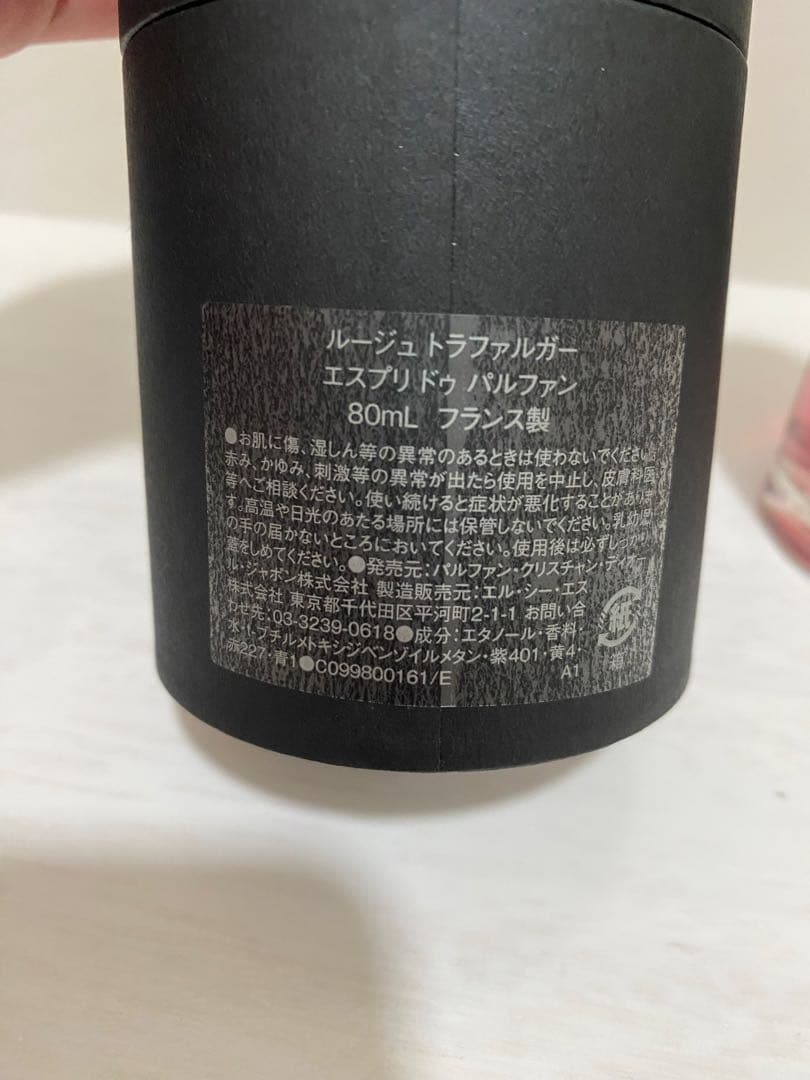 ルージュ トラファルガー
エスプリ ドゥ パルファン
80mL フランス製
●お肌に傷、湿しん等の異常のあるときは使わないでください。
赤み、かゆみ、刺激等の異常が出たら使用を中止し、皮膚科医
等へご相談ください。使い続けると症状が悪化することがありま
す。高温や日光のあたる場所には保管しないでください。乳幼児
の手の届かないところにおいてください。使用後は必ずしっかり
蓋をしめてください。●発売元:パルファン・クリスチャン・ディオー
ル・ジャポン株式会社 製造販売元:エル・シー・エス
株式会社 東京都千代田区平河町2-1-1 お問い合
わせ先:03-3239-0618●成分:エタノール・香料・
水・t-ブチルメトキシジベンゾイルメタン・紫401・黄4・
赤227・青1●C099800161/E
紙
箱
A1